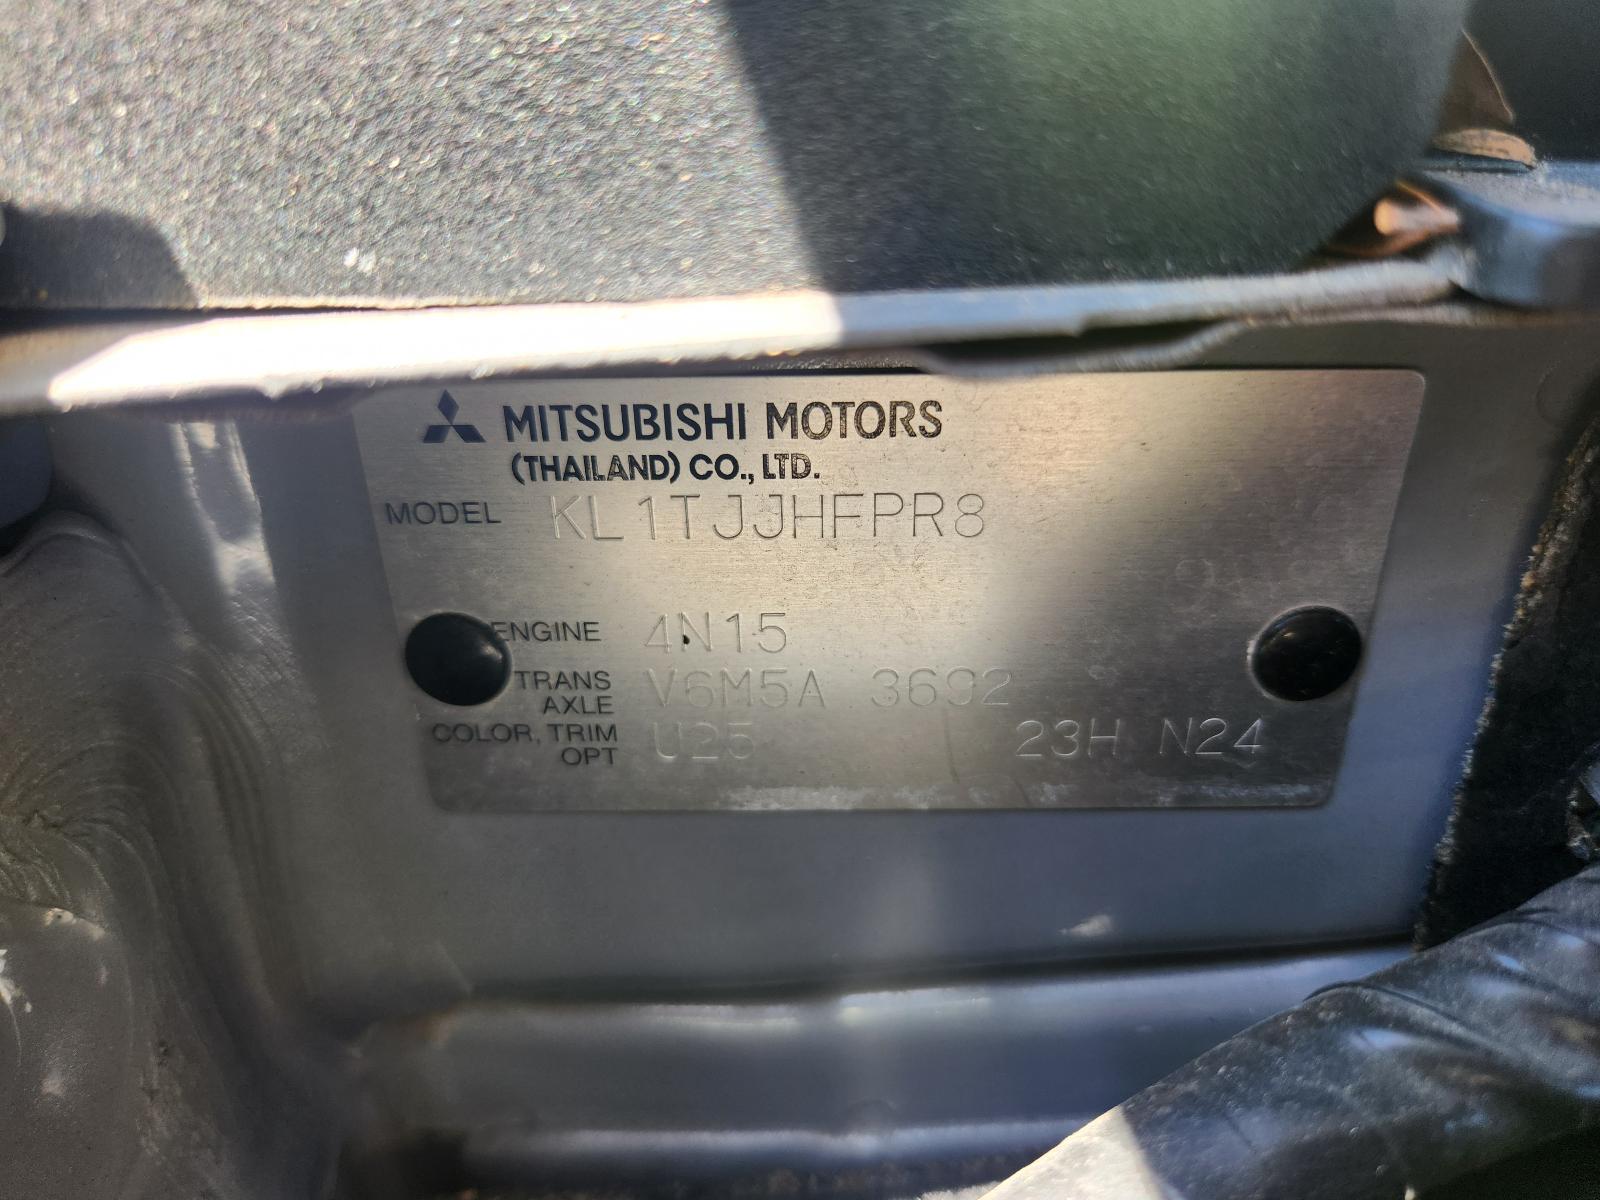 MITSUBISHI MOTORS
(THAILAND) CO., LTD.
MODEL KL1TJJHFPR8
ENGINE 4N15
TRANS AXLE V6M5A 3692
COLOR, TRIM OPT U25 23H N24